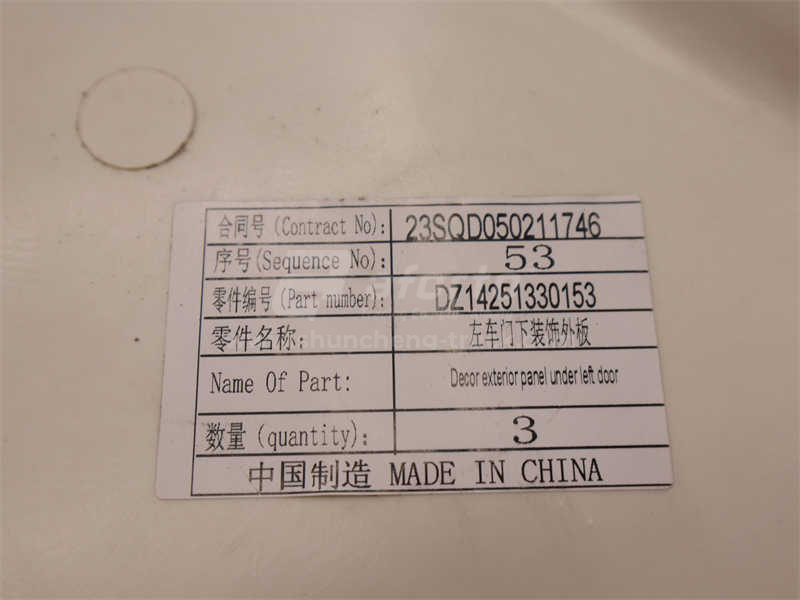 合同号(Contract No): 23SQD050211746
序号(Sequence No): 53
零件编号(Part number): DZ14251330153
零件名称: 左车门下装饰外板
Name Of Part: Decor exterior panel under left door
数量(quantity): 3
中国制造 MADE IN CHINA